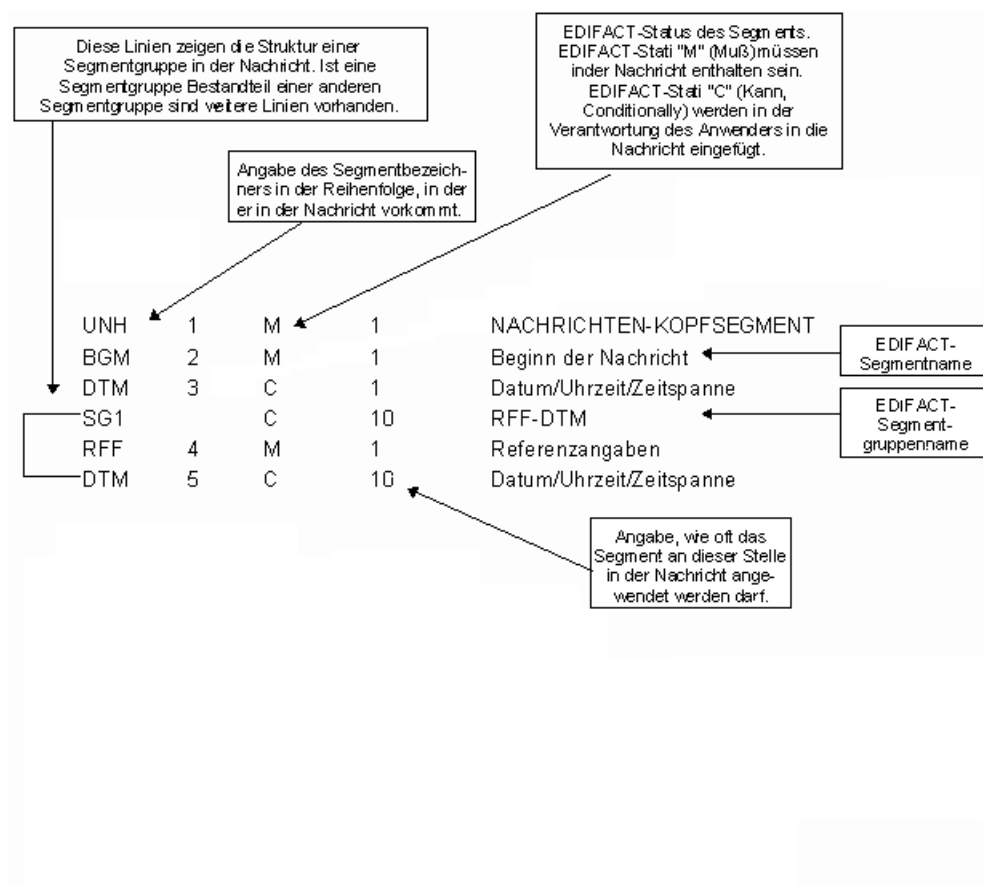 Diese Linien zeigen die Struktur einer
Segmentgruppe in der Nachricht. Ist eine
Segmentgruppe Bestandteil einer anderen
Segmentgruppe sind weitere Linien vorhanden.
EDIFACT-Status des Segments.
EDIFACT-Stati "M" (Muß) müssen
inder Nachricht enthalten sein.
EDIFACT-Stati "C" (Kann,
Conditionally) werden in der
Verantwortung des Anwenders in die
Nachricht eingefügt.
Angabe des Segmentbezeich-
ners in der Reihenfolge, in der
er in der Nachricht vorkommt.
UNH 1 M 1 NACHRICHTEN-KOPFSEGMENT
BGM 2 M 1 Beginn der Nachricht
DTM 3 C 1 Datum/Uhrzeit/Zeitspanne
SG1 C 10 RFF-DTM
RFF 4 M 1 Referenzangaben
DTM 5 C 10 Datum/Uhrzeit/Zeitspanne
EDIFACT-
Segmentname
EDIFACT-
Segment-
gruppenname
Angabe, wie oft das
Segment an dieser Stelle
in der Nachricht ange-
wendet werden darf.